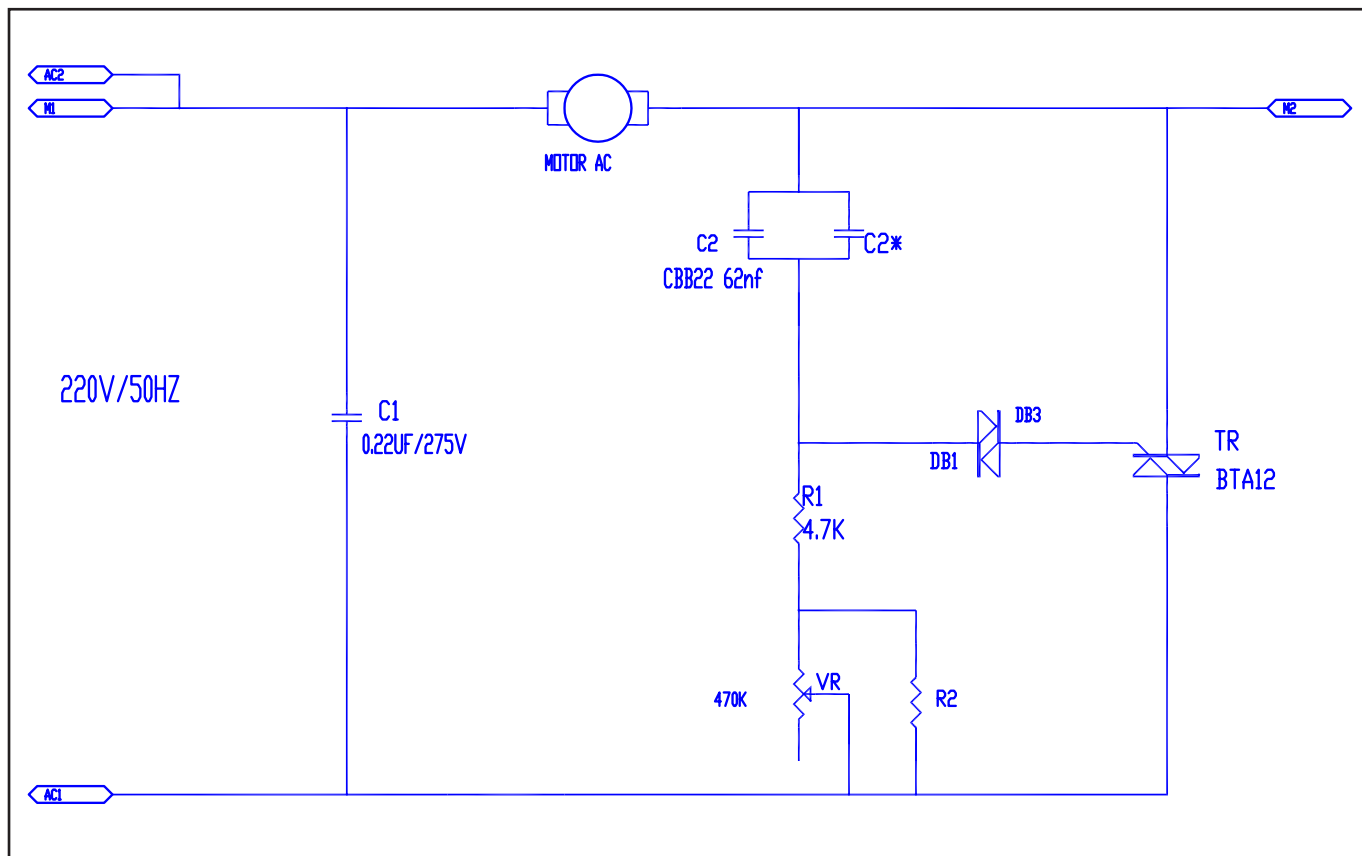 AC2
M1
M2
MOTOR AC
C2
C2*
CBB22 62nf
220V/50HZ
C1
0.22UF/275V
DB3
DB1
TR
BTA12
R1
4.7K
470K
VR
R2
AC1